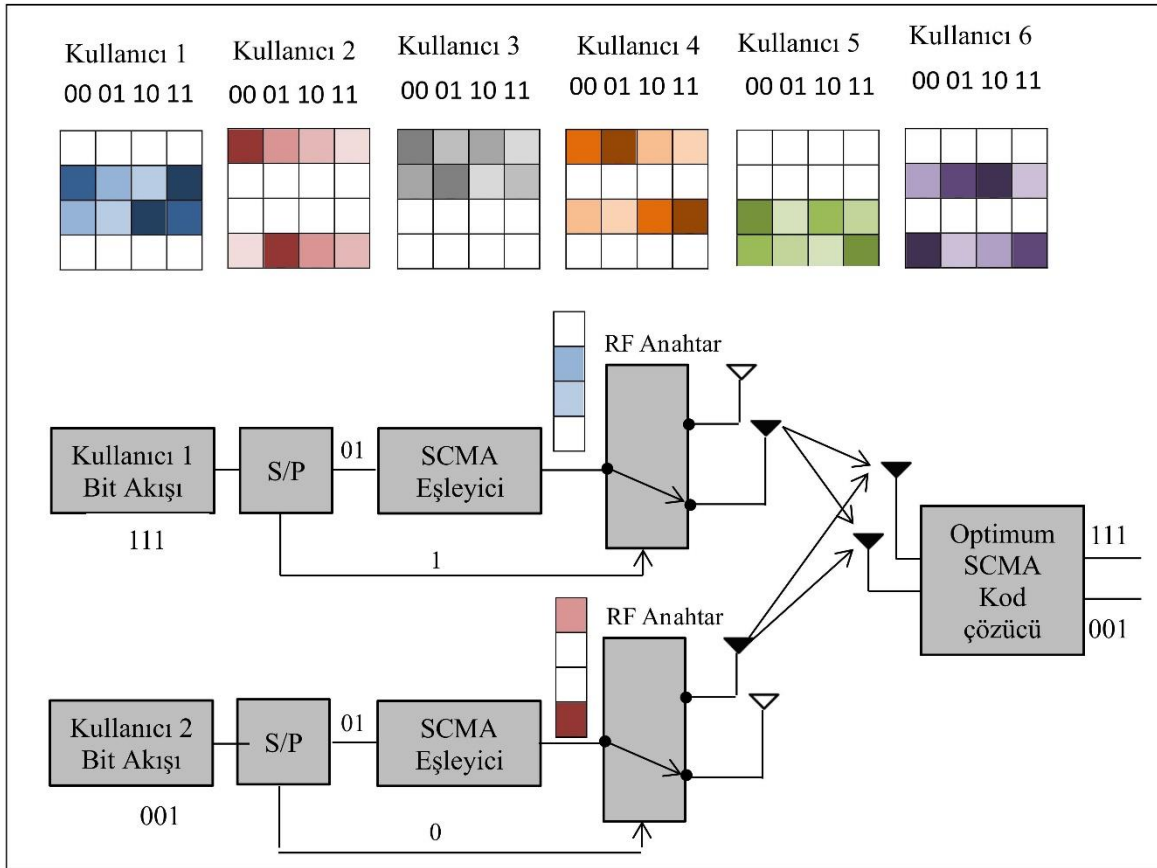 Kullanıcı 1
00 01 10 11
Kullanıcı 2
00 01 10 11
Kullanıcı 3
00 01 10 11
Kullanıcı 4
00 01 10 11
Kullanıcı 5
00 01 10 11
Kullanıcı 6
00 01 10 11
RF Anahtar
Kullanıcı 1
Bit Akışı
111
S/P
01
SCMA
Eşleyici
1
RF Anahtar
Kullanıcı 2
Bit Akışı
001
S/P
01
SCMA
Eşleyici
0
Optimum
SCMA
Kod
çözücü
111
001